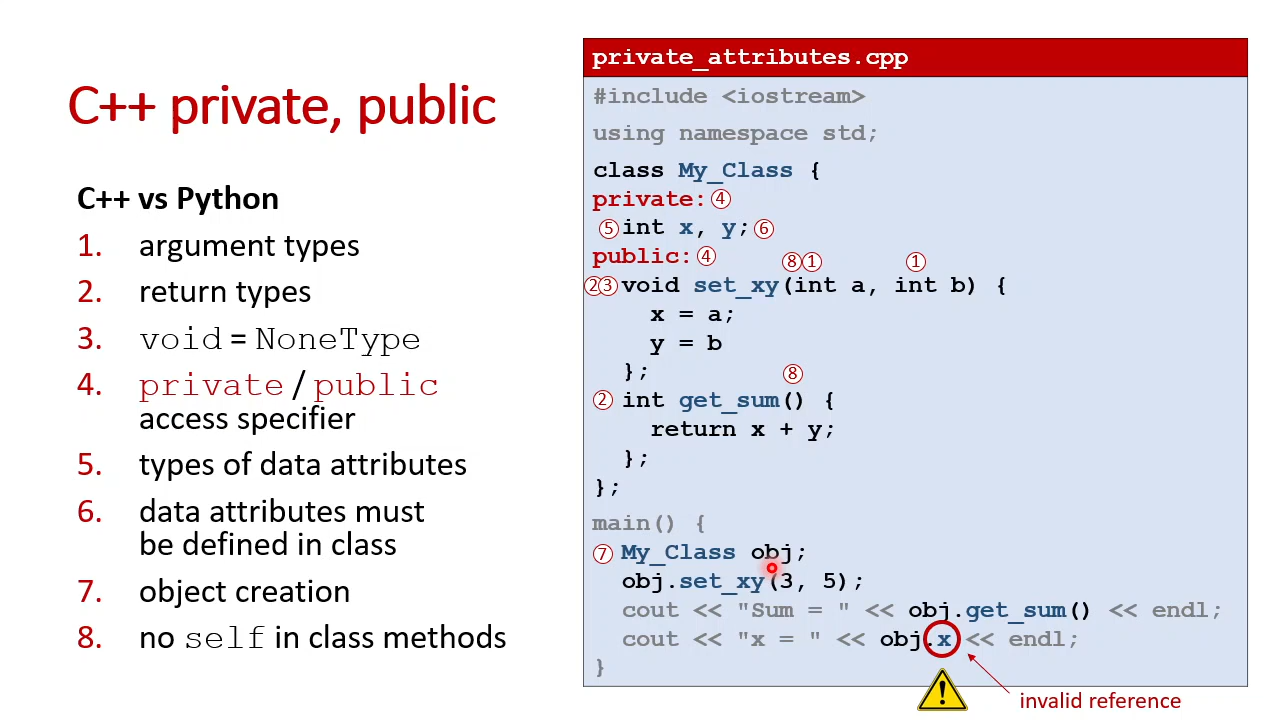 C++ private, public
C++ vs Python
1. argument types
2. return types
3. void = NoneType
4. private / public
access specifier
5. types of data attributes
6. data attributes must
be defined in class
7. object creation
8. no self in class methods
private_attributes.cpp
#include <iostream>
using namespace std;
class My_Class {
private: ④
⑤ int x, y; ⑥
public: ④
⑧① ①
②③ void set_xy(int a, int b) {
x = a;
y = b
};
⑧
② int get_sum() {
return x + y;
};
};
main() {
⑦ My_Class obj;
obj.set_xy(3, 5);
cout << "Sum = " << obj.get_sum() << endl;
cout << "x = " << obj.x << endl;
}
invalid reference